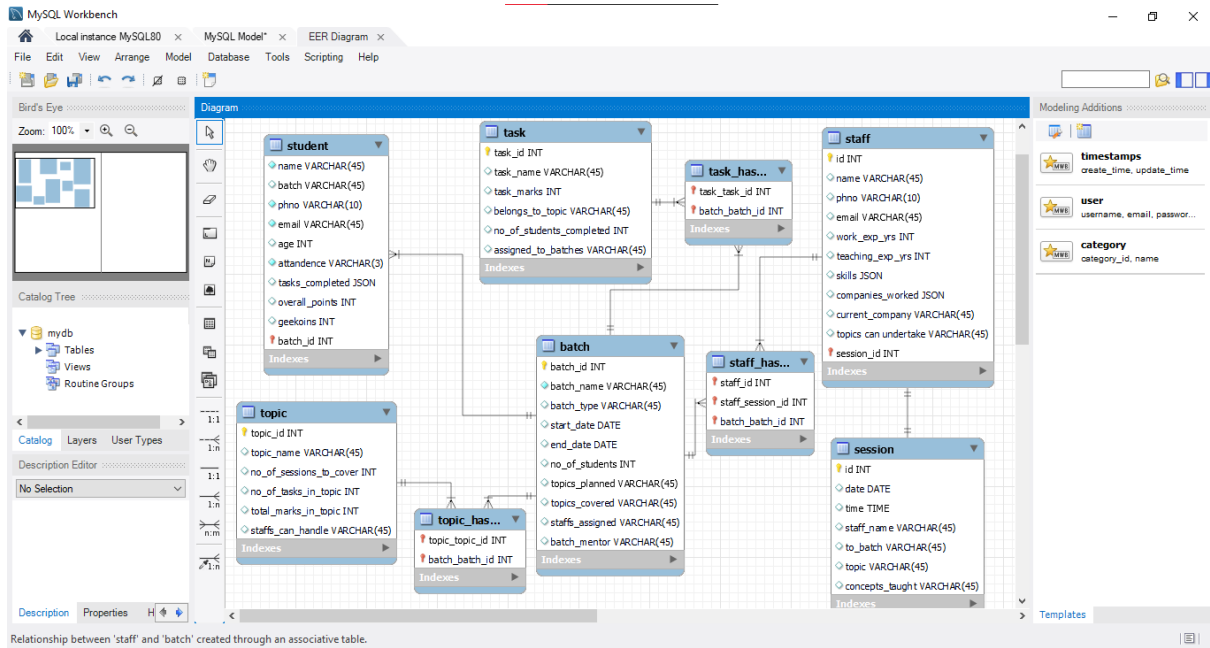 MySQL Workbench
Local instance MySQL80 × MySQL Model* × EER Diagram ×
File Edit View Arrange Model Database Tools Scripting Help
Bird's Eye
Zoom: 100%
Catalog Tree
mydb
Tables
Views
Routine Groups
Catalog Layers User Types
Description Editor
No Selection
Description Properties H
Diagram
1:1
1:n
1:1
1:n
n:m
1:n
student
name VARCHAR(45)
batch VARCHAR(45)
phno VARCHAR(10)
email VARCHAR(45)
age INT
attandence VARCHAR(3)
tasks_completed JSON
overall_points INT
geekoins INT
batch_id INT
Indexes
task
task_id INT
task_name VARCHAR(45)
task_marks INT
belongs_to_topic VARCHAR(45)
no_of_students_completed INT
assigned_to_batches VARCHAR(45)
Indexes
task_has...
task_task_id INT
batch_batch_id INT
Indexes
staff
id INT
name VARCHAR(45)
phno VARCHAR(10)
email VARCHAR(45)
work_exp_yrs INT
teaching_exp_yrs INT
skills JSON
companies_worked JSON
current_company VARCHAR(45)
topics can undertake VARCHAR(45)
session_id INT
Indexes
topic
topic_id INT
topic_name VARCHAR(45)
no_of_sessions_to_cover INT
no_of_tasks_in_topic INT
total_marks_in_topic INT
staffs_can_handle VARCHAR(45)
Indexes
topic_has...
topic_topic_id INT
batch_batch_id INT
Indexes
batch
batch_id INT
batch_name VARCHAR(45)
batch_type VARCHAR(45)
start_date DATE
end_date DATE
no_of_students INT
topics_planned VARCHAR(45)
topics_covered VARCHAR(45)
staffs_assigned VARCHAR(45)
batch_mentor VARCHAR(45)
Indexes
staff_has...
staff_id INT
staff_session_id INT
batch_batch_id INT
Indexes
session
id INT
date DATE
time TIME
staff_name VARCHAR(45)
to_batch VARCHAR(45)
topic VARCHAR(45)
concepts_taught VARCHAR(45)
Indexes
Modeling Additions
timestamps
create_time, update_time
user
username, email, passwor...
category
category_id, name
Templates
Relationship between 'staff' and 'batch' created through an associative table.